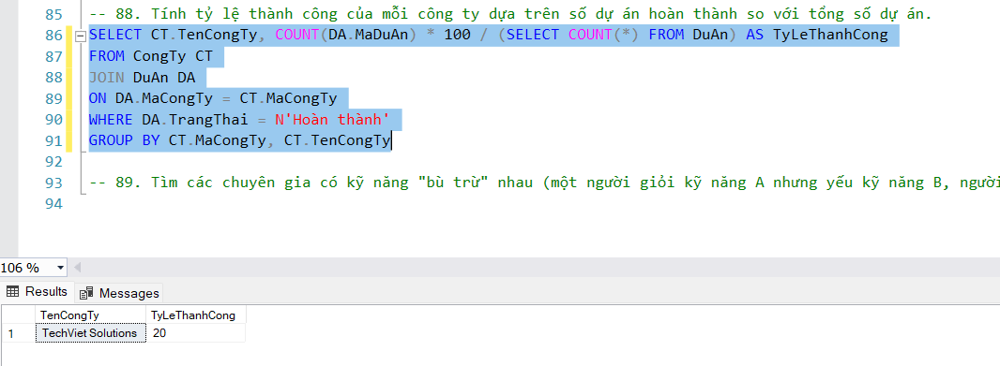 85 -- 88. Tính tỷ lệ thành công của mỗi công ty dựa trên số dự án hoàn thành so với tổng số dự án.
86 SELECT CT.TenCongTy, COUNT(DA.MaDuAn) * 100 / (SELECT COUNT(*) FROM DuAn) AS TyLeThanhCong
87 FROM CongTy CT
88 JOIN DuAn DA
89 ON DA.MaCongTy = CT.MaCongTy
90 WHERE DA.TrangThai = N'Hoàn thành'
91 GROUP BY CT.MaCongTy, CT.TenCongTy
92
93 -- 89. Tìm các chuyên gia có kỹ năng "bù trừ" nhau (một người giỏi kỹ năng A nhưng yếu kỹ năng B, người
94
106 %
Results Messages
TenCongTy TyLeThanhCong
1 TechViet Solutions 20